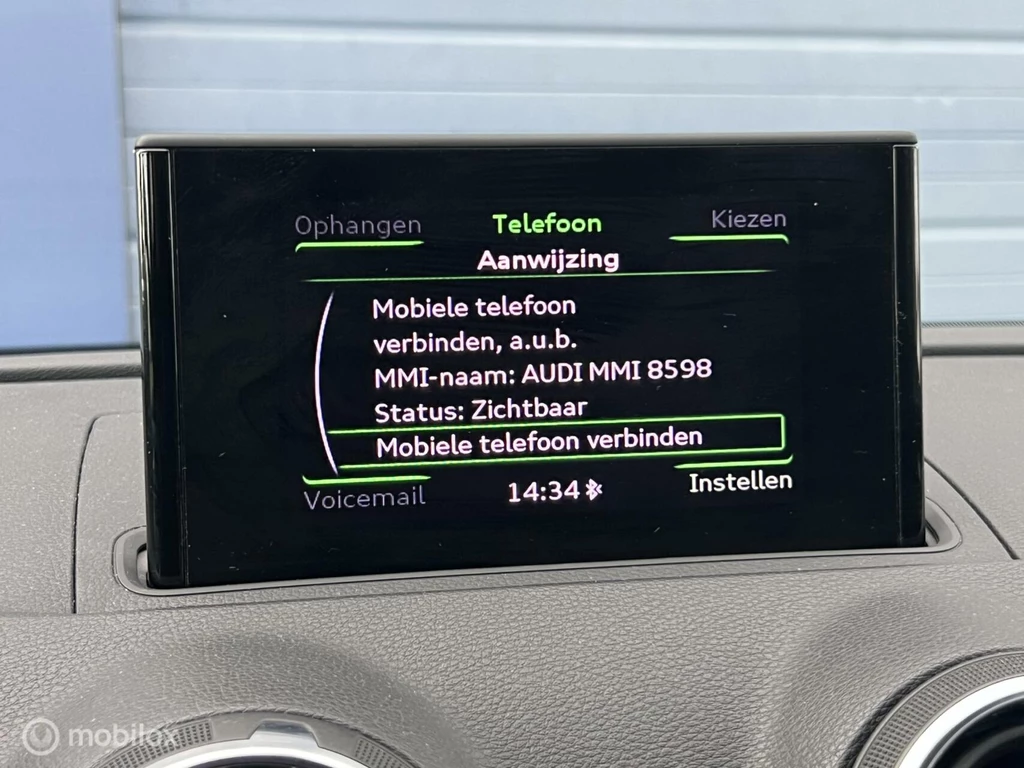 Ophangen Telefoon Kiezen
Aanwijzing
Mobiele telefoon
verbinden, a.u.b.
MMI-naam: AUDI MMI 8598
Status: Zichtbaar
Mobiele telefoon verbinden
Voicemail 14:34 Instellen
mobilox